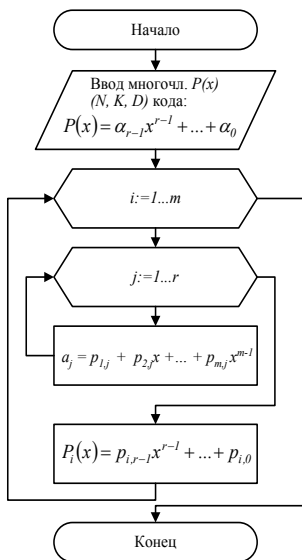 Начало
Ввод многочл. P(x)
(N, K, D) кода:
P(x) = α_{r-1}x^{r-1} + ... + α_0
i:=1...m
j:=1...r
a_j = p_{1,j} + p_{2,j}x +... + p_{m,j} x^{m-1}
P_i(x) = p_{i,r-1}x^{r-1} + ... + p_{i,0}
Конец